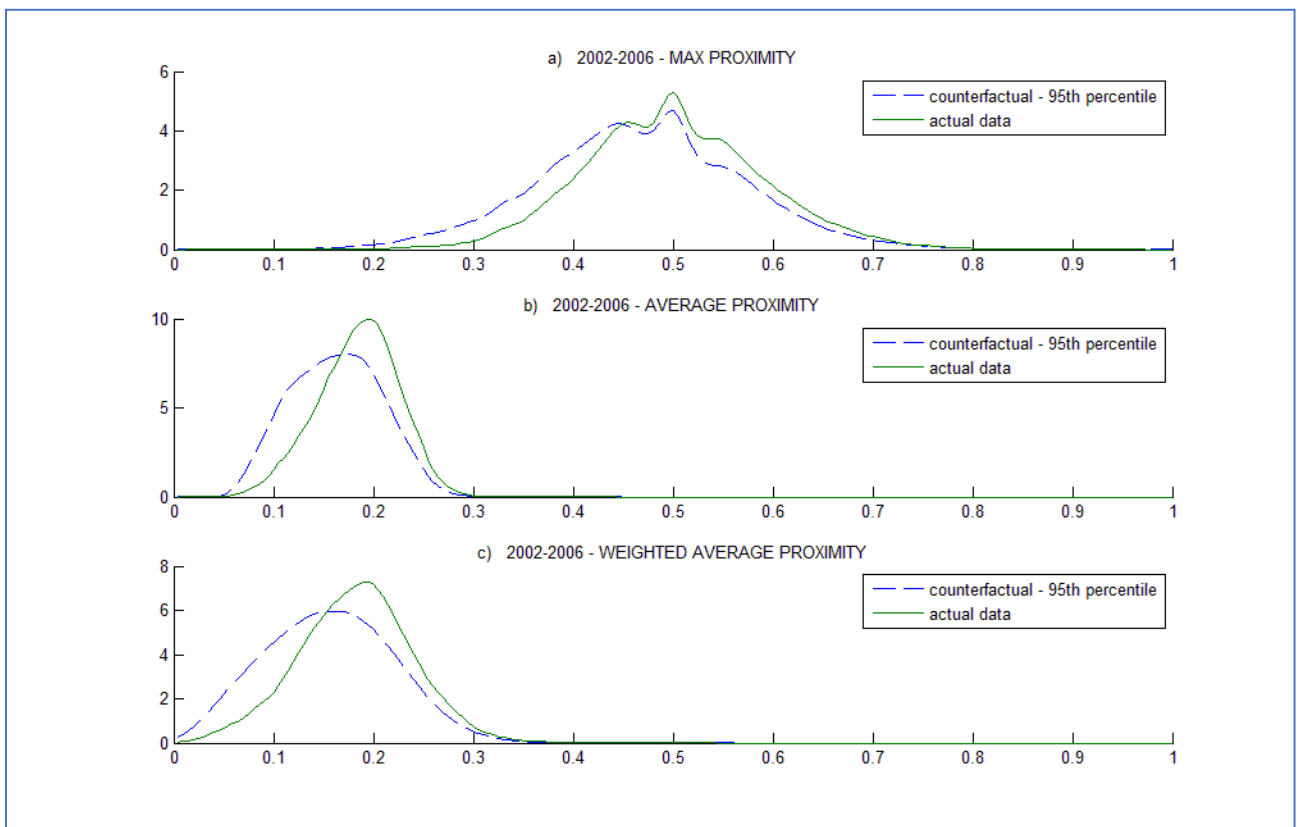 a) 2002-2006 - MAX PROXIMITY
6
4
2
0
counterfactual - 95th percentile
actual data
0 0.1 0.2 0.3 0.4 0.5 0.6 0.7 0.8 0.9 1
b) 2002-2006 - AVERAGE PROXIMITY
10
5
0
counterfactual - 95th percentile
actual data
0 0.1 0.2 0.3 0.4 0.5 0.6 0.7 0.8 0.9 1
c) 2002-2006 - WEIGHTED AVERAGE PROXIMITY
8
6
4
2
0
counterfactual - 95th percentile
actual data
0 0.1 0.2 0.3 0.4 0.5 0.6 0.7 0.8 0.9 1